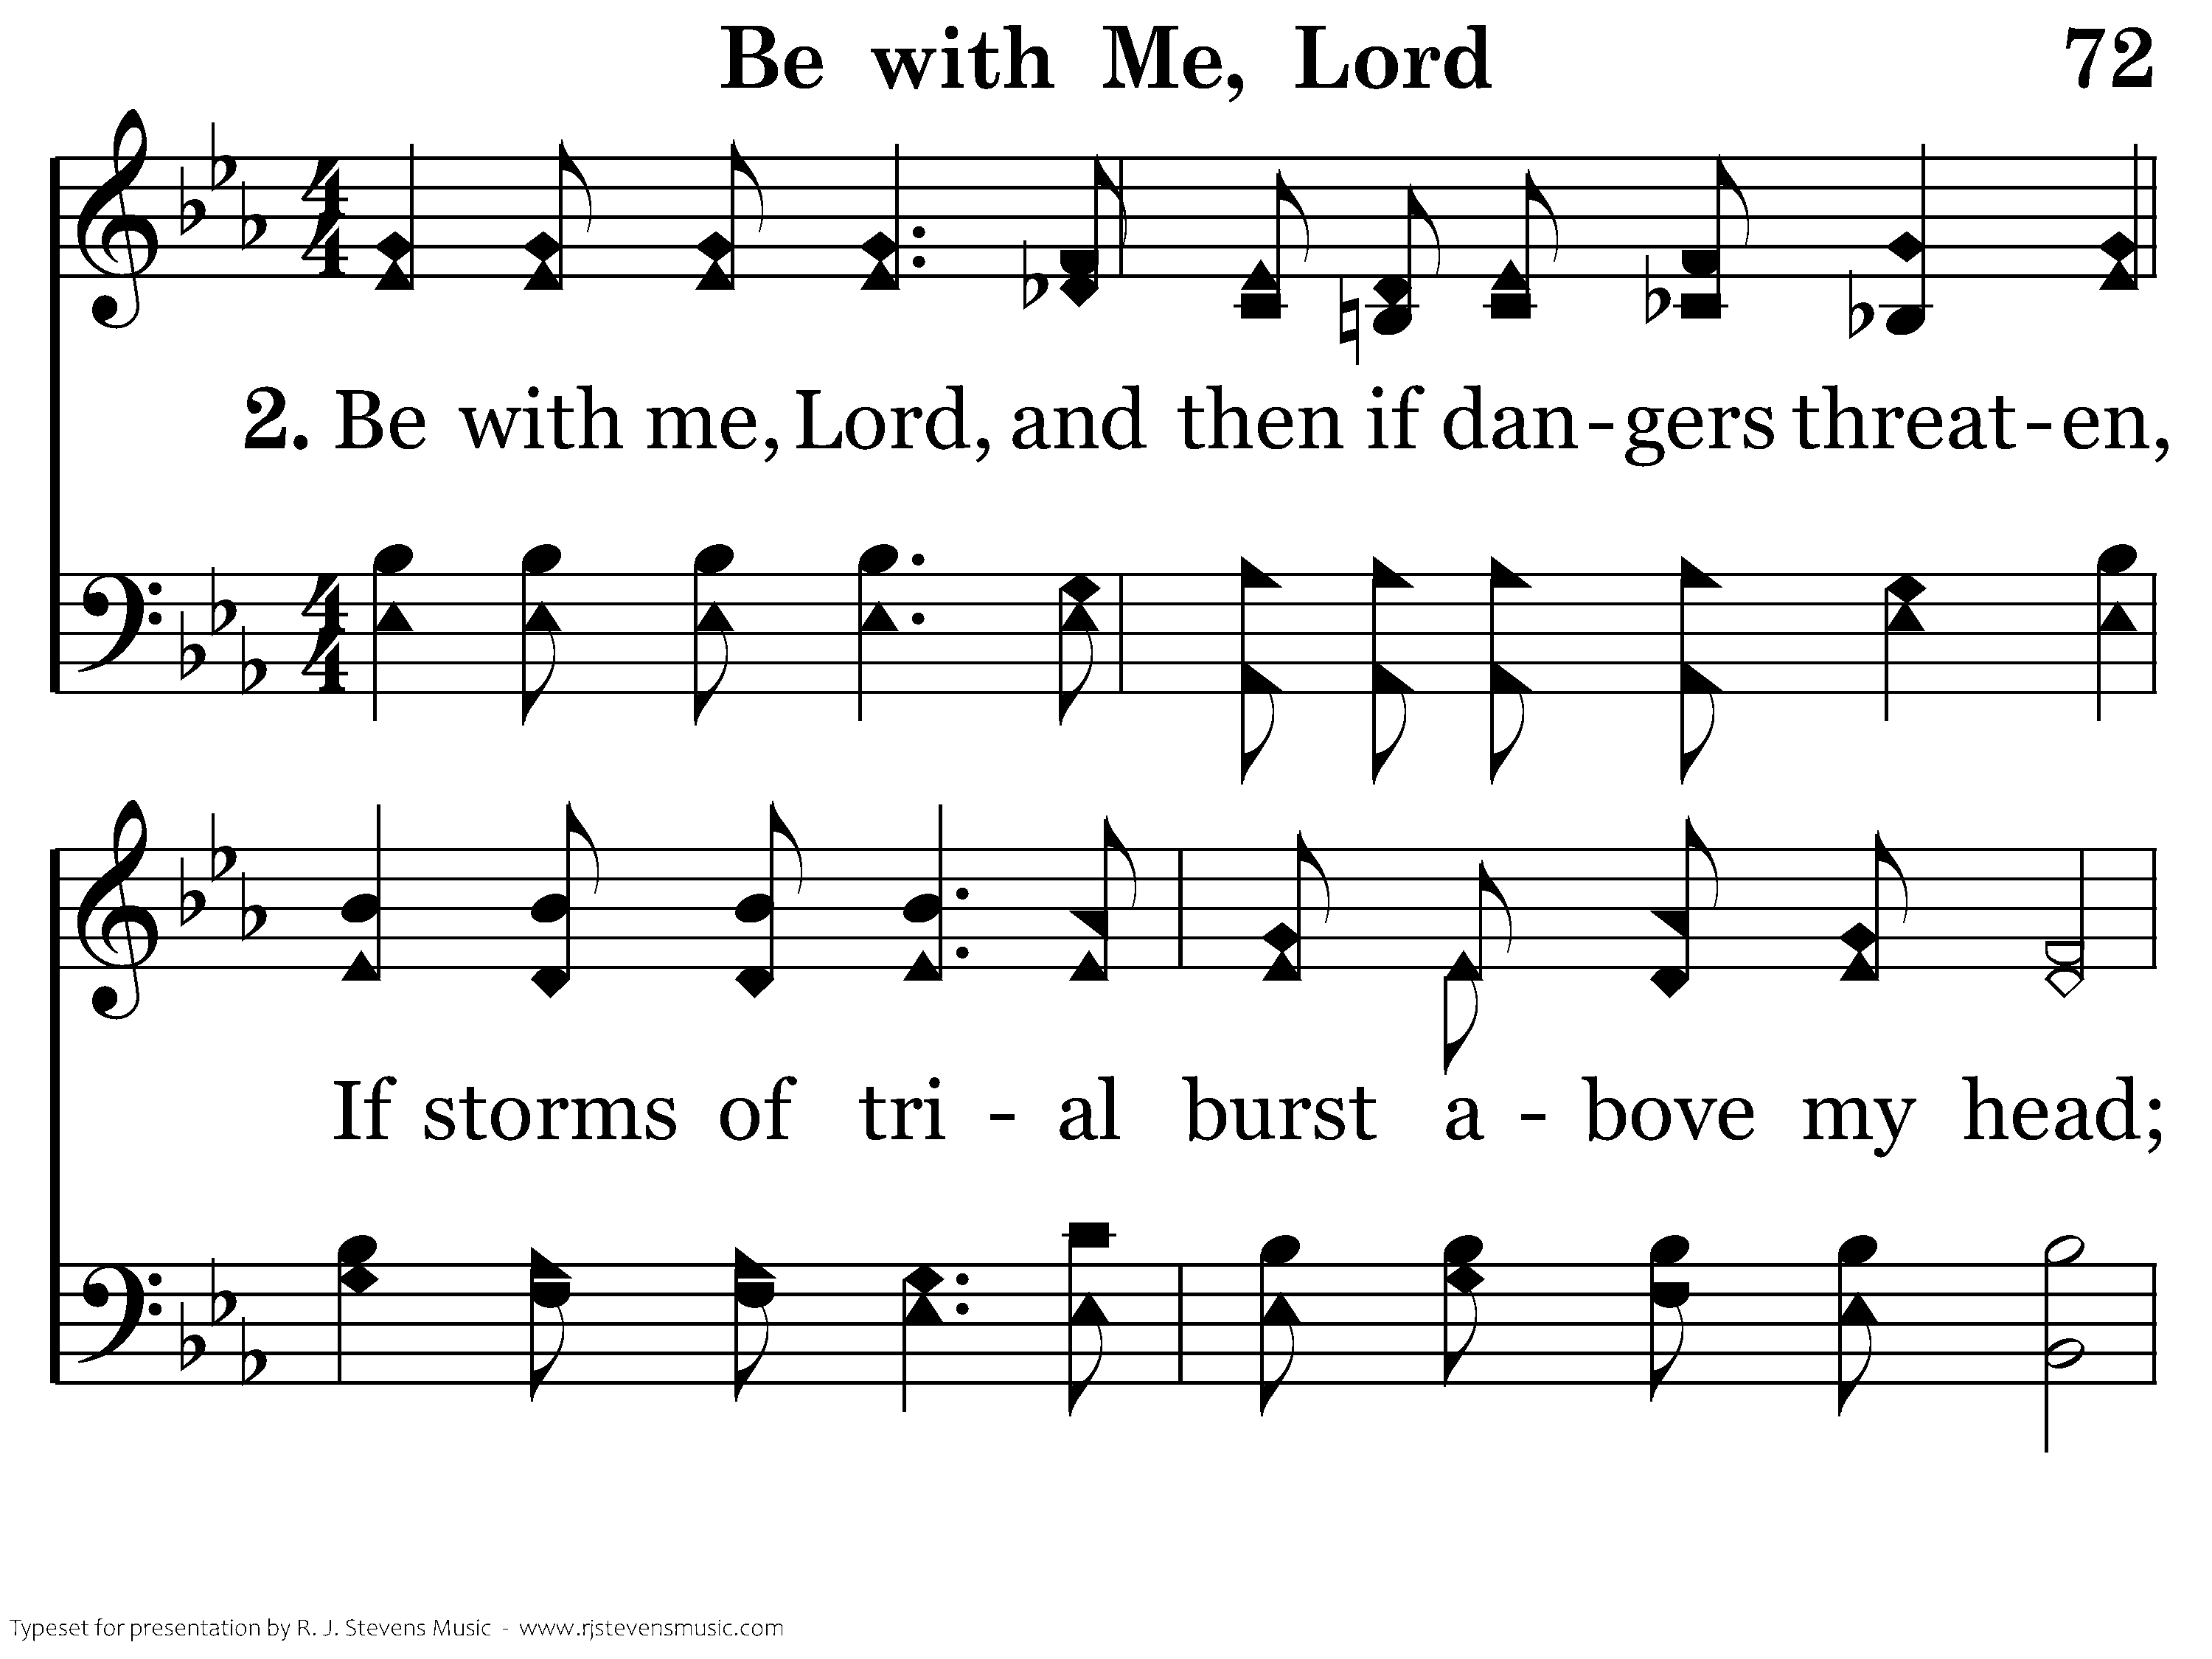 Be with Me, Lord 72
2. Be with me, Lord, and then if dan-gers threat-en,
If storms of tri - al burst a - bove my head;
Typeset for presentation by R. J. Stevens Music - www.rjstevensmusic.com